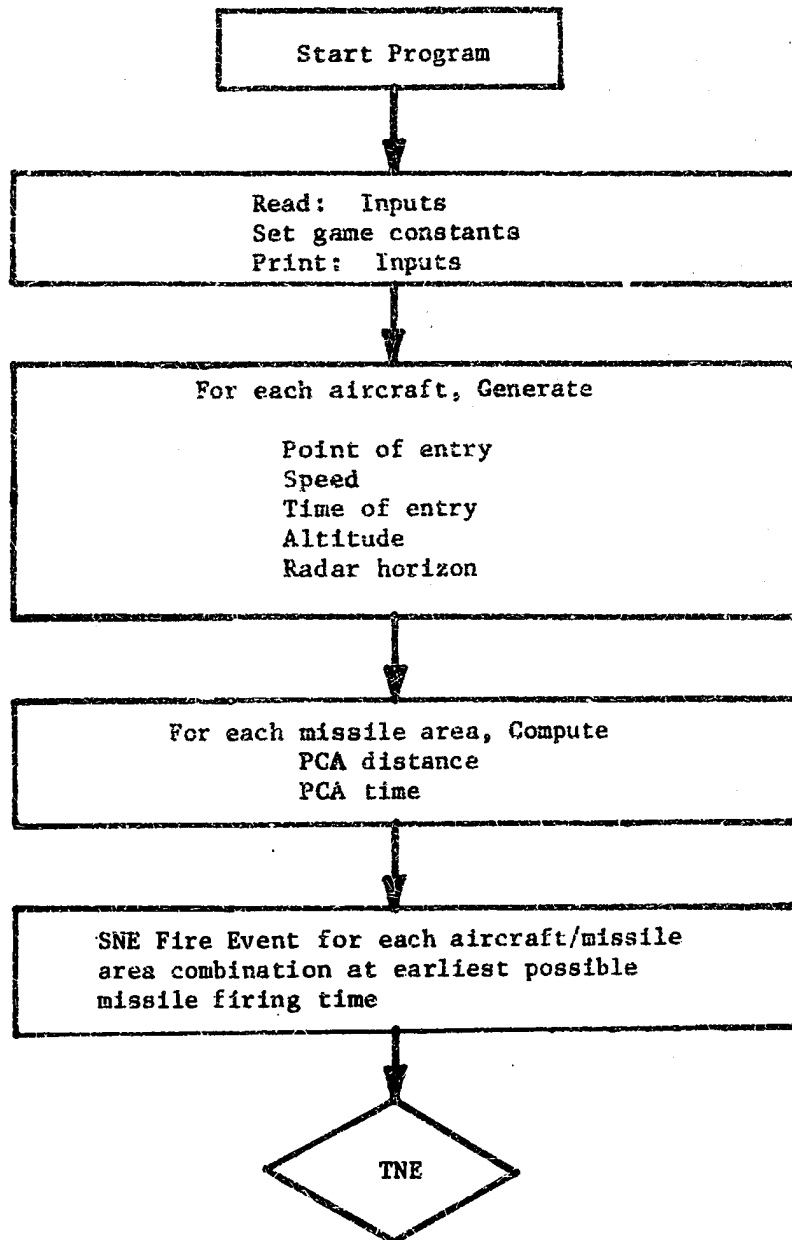 Start Program
Read: Inputs
Set game constants
Print: Inputs
For each aircraft, Generate
Point of entry
Speed
Time of entry
Altitude
Radar horizon
For each missile area, Compute
PCA distance
PCA time
SNE Fire Event for each aircraft/missile
area combination at earliest possible
missile firing time
TNE